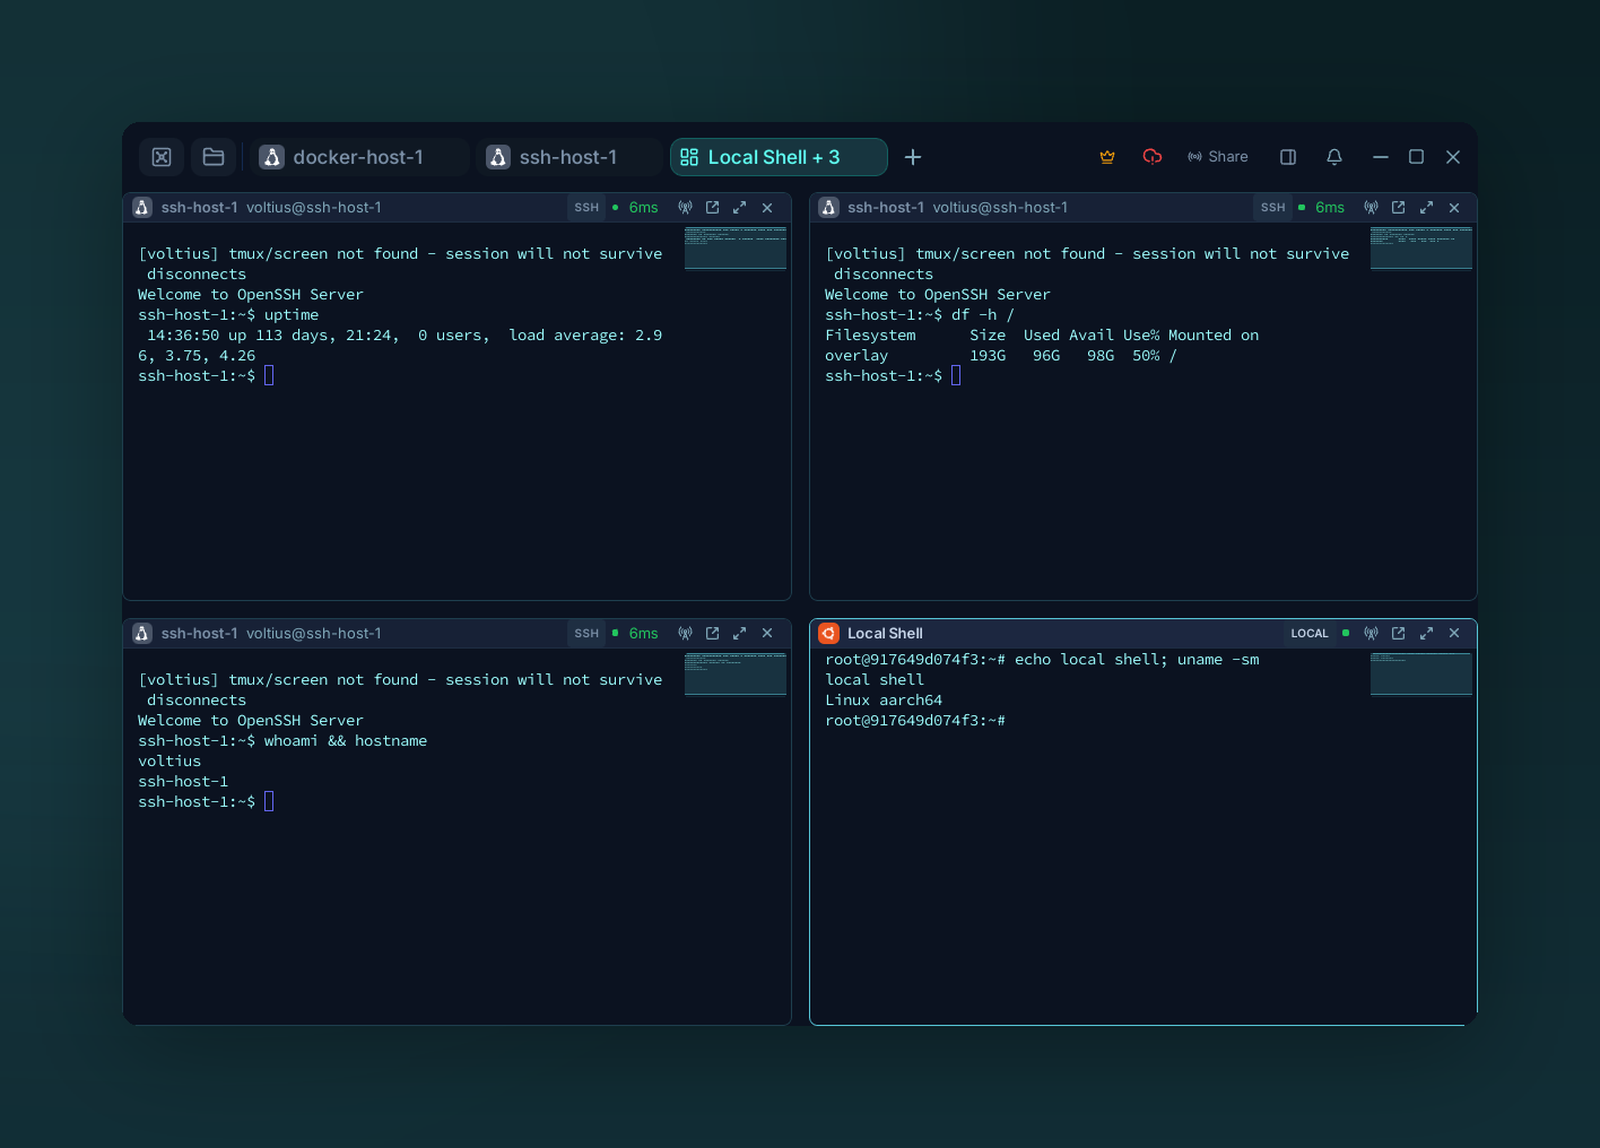 docker-host-1
ssh-host-1
Local Shell + 3
Share
ssh-host-1 voltius@ssh-host-1 SSH 6ms
[voltius] tmux/screen not found - session will not survive
disconnects
Welcome to OpenSSH Server
ssh-host-1:~$ uptime
14:36:50 up 113 days, 21:24,  0 users,  load average: 2.9
6, 3.75, 4.26
ssh-host-1:~$
ssh-host-1 voltius@ssh-host-1 SSH 6ms
[voltius] tmux/screen not found - session will not survive
disconnects
Welcome to OpenSSH Server
ssh-host-1:~$ df -h /
Filesystem      Size  Used Avail Use% Mounted on
overlay         193G   96G   98G  50% /
ssh-host-1:~$
ssh-host-1 voltius@ssh-host-1 SSH 6ms
[voltius] tmux/screen not found - session will not survive
disconnects
Welcome to OpenSSH Server
ssh-host-1:~$ whoami && hostname
voltius
ssh-host-1
ssh-host-1:~$
Local Shell LOCAL
root@917649d074f3:~# echo local shell; uname -sm
local shell
Linux aarch64
root@917649d074f3:~#